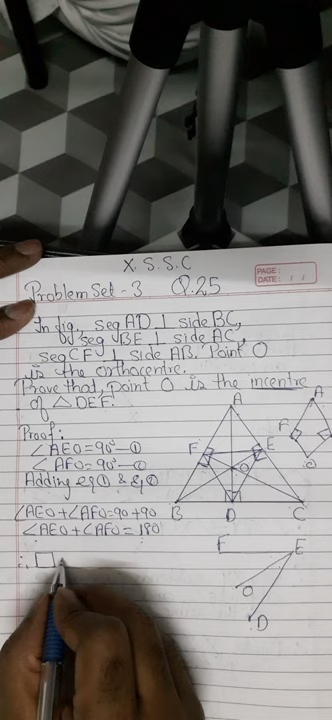 X. S. S. C
PAGE :
DATE : / /
Problem Set - 3 Q.25
In fig, seg AD ⊥ side BC,
seg BE ⊥ side AC,
seg CF ⊥ side AB. Point O
is the orthocentre.
Prove that, point O is the incentre
of △DEF.
Proof:
∠AEO=90° —①
∠AFO=90° —②
Adding eq ① & eq ②
∠AEO+∠AFO=90+90
∠AEO+∠AFO=180
∴ □
A
F
E
O
B
D
C
A
F
O
F
E
O
D